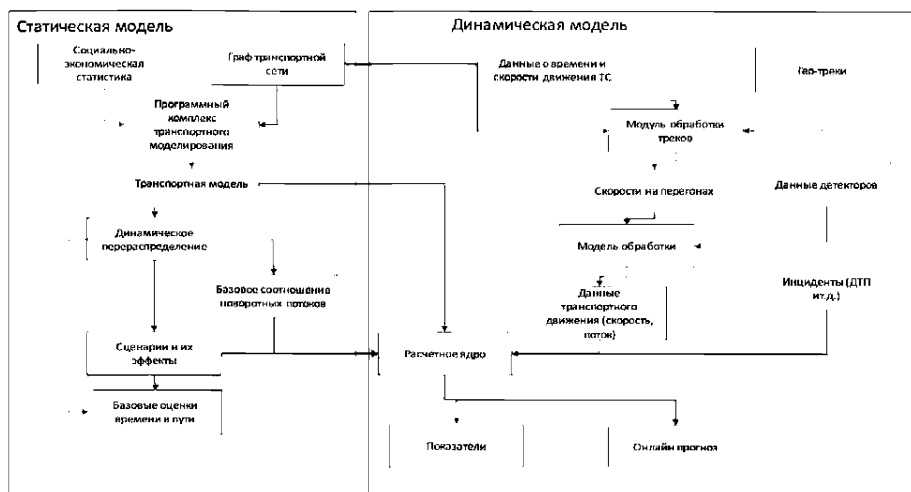 Статическая модель
Социально-
экономическая
статистика
Граф транспортной
сети
Программный
комплекс
транспортного
моделирования
Транспортная модель
Динамическое
перераспределение
Базовое соотношение
поворотных потоков
Сценарии и их
эффекты
Базовые оценки
времени в пути
Динамическая модель
Данные о времени и
скорости движения ТС
Гео-треки
Модуль обработки
треков
Скорости на перегонах
Данные детекторов
Модель обработки
Данные
транспортного
движения (скорость,
поток)
Инциденты (ДТП
и т.д.)
Расчетное ядро
Показатели
Онлайн прогноз